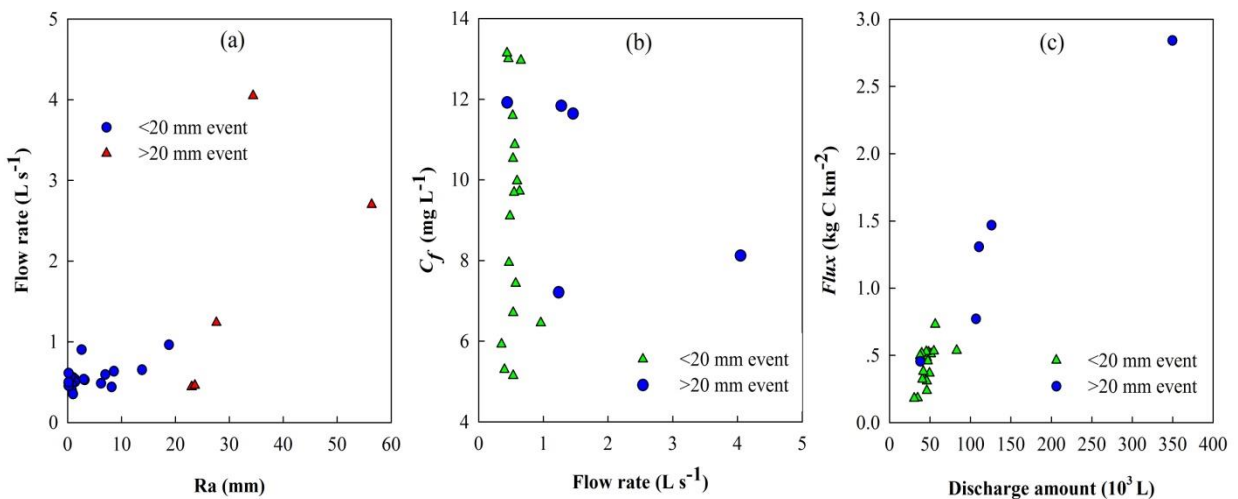 (a)
5
4
3
2
1
0
Flow rate (L s⁻¹)
<20 mm event
>20 mm event
0 10 20 30 40 50 60
Ra (mm)
(b)
14
12
10
8
6
4
C_f (mg L⁻¹)
<20 mm event
>20 mm event
0 1 2 3 4 5
Flow rate (L s⁻¹)
(c)
3.0
2.5
2.0
1.5
1.0
.5
0.0
Flux (kg C km⁻²)
<20 mm event
>20 mm event
0 50 100 150 200 250 300 350 400
Discharge amount (10³ L)